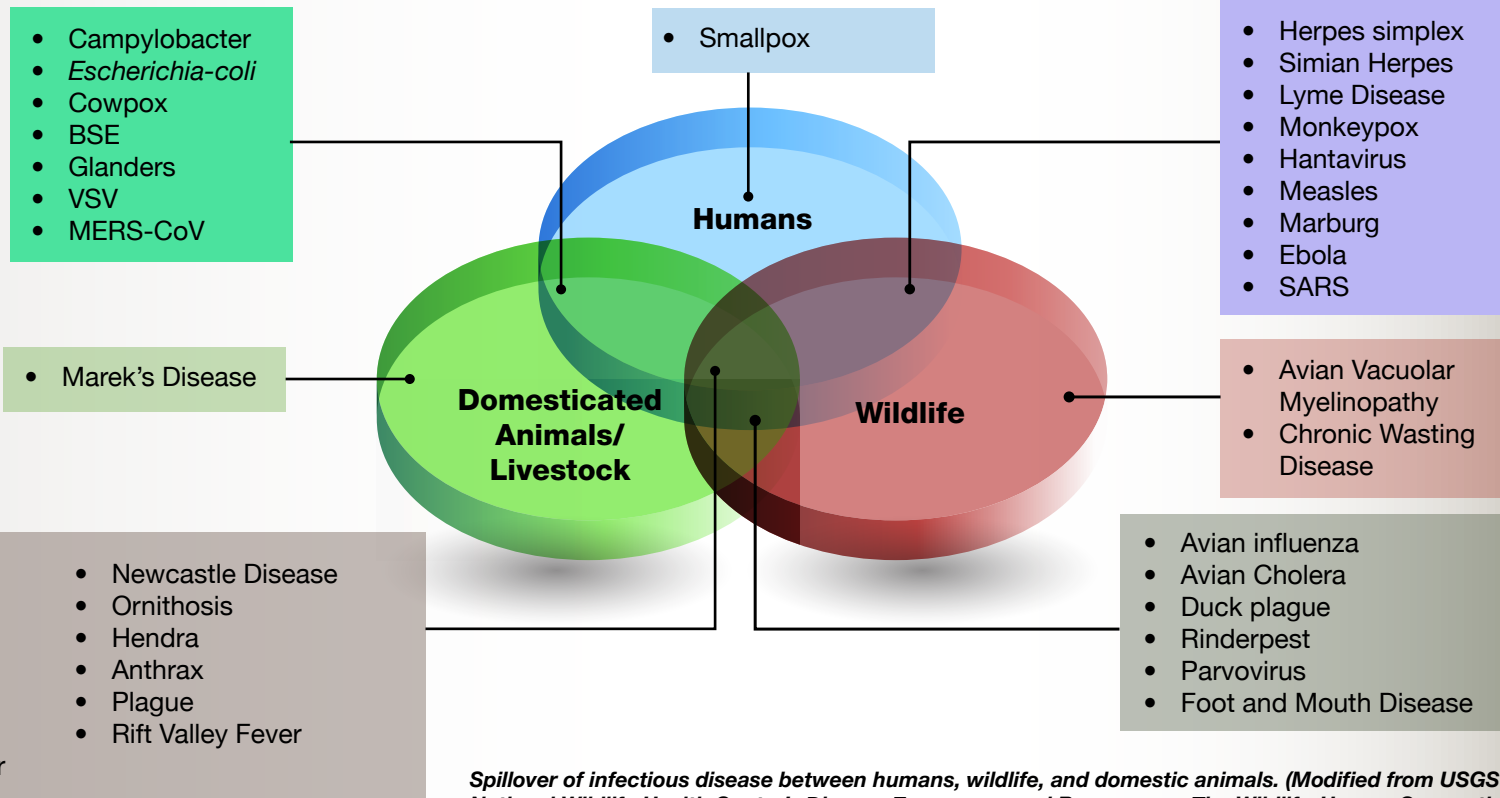 • Campylobacter
• Escherichia-coli
• Cowpox
• BSE
• Glanders
• VSV
• MERS-CoV
• Smallpox
• Herpes simplex
• Simian Herpes
• Lyme Disease
• Monkeypox
• Hantavirus
• Measles
• Marburg
• Ebola
• SARS
Humans
• Marek’s Disease
Domesticated
Animals/
Livestock
Wildlife
• Avian Vacuolar
Myelinopathy
• Chronic Wasting
Disease
• Newcastle Disease
• Ornithosis
• Hendra
• Anthrax
• Plague
• Rift Valley Fever
• Avian influenza
• Avian Cholera
• Duck plague
• Rinderpest
• Parvovirus
• Foot and Mouth Disease
r
Spillover of infectious disease between humans, wildlife, and domestic animals. (Modified from USGS